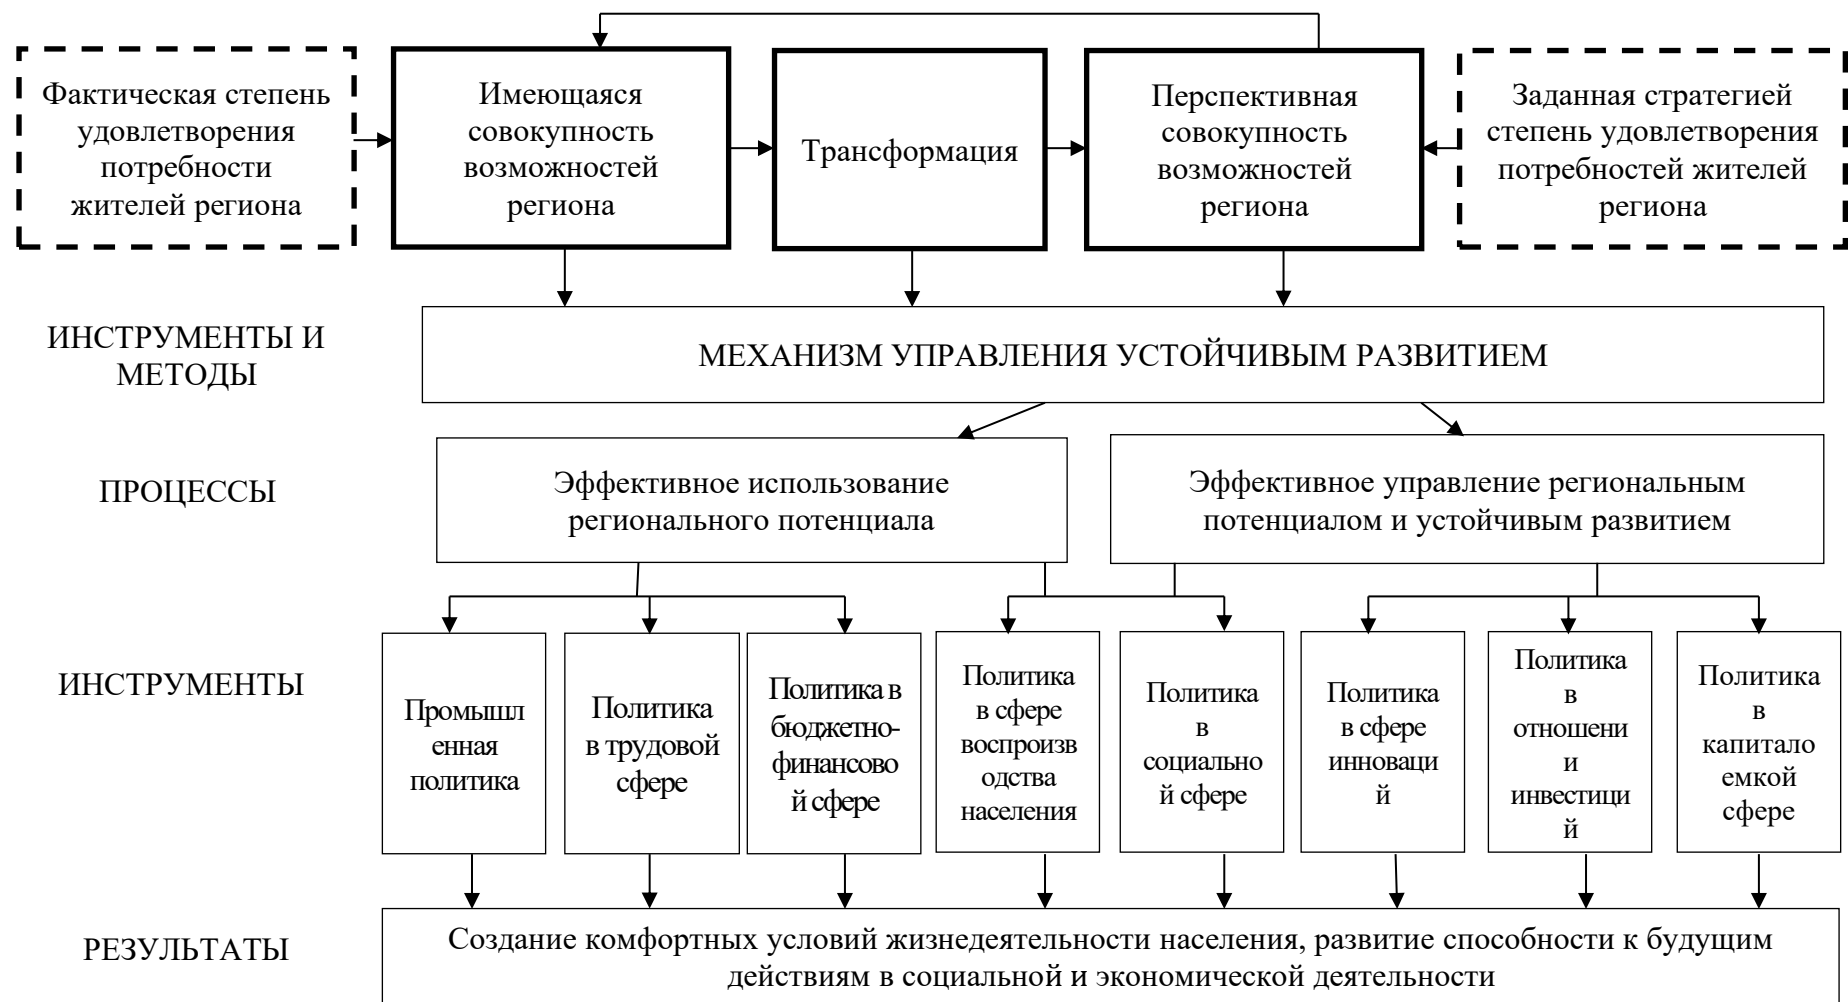 Фактическая степень
удовлетворения
потребности
жителей региона
Имеющаяся
совокупность
возможностей
региона
Трансформация
Перспективная
совокупность
возможностей
региона
Заданная стратегией
степень удовлетворения
потребностей жителей
региона
ИНСТРУМЕНТЫ И
МЕТОДЫ
МЕХАНИЗМ УПРАВЛЕНИЯ УСТОЙЧИВЫМ РАЗВИТИЕМ
ПРОЦЕССЫ
Эффективное использование
регионального потенциала
Эффективное управление региональным
потенциалом и устойчивым развитием
ИНСТРУМЕНТЫ
Промышл
енная
политика
Политика
в трудовой
сфере
Политика в
бюджетно-
финансово
й сфере
Политика
в сфере
воспроизв
одства
населения
Политика
в
социально
й сфере
Политика
в сфере
инноваци
й
Политика
в
отношени
и
инвестици
й
Политика
в
капитало
емкой
сфере
РЕЗУЛЬТАТЫ
Создание комфортных условий жизнедеятельности населения, развитие способности к будущим
действиям в социальной и экономической деятельности